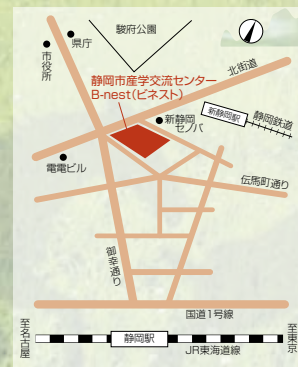 駿府公園
県庁
市役所
北街道
静岡市産学交流センター
B-nest(ビネスト)
新静岡
セノバ
新静岡駅
静岡鉄道
電電ビル
伝馬町通り
御幸通り
国道1号線
至名古屋
静岡駅
至東京
JR東海道線